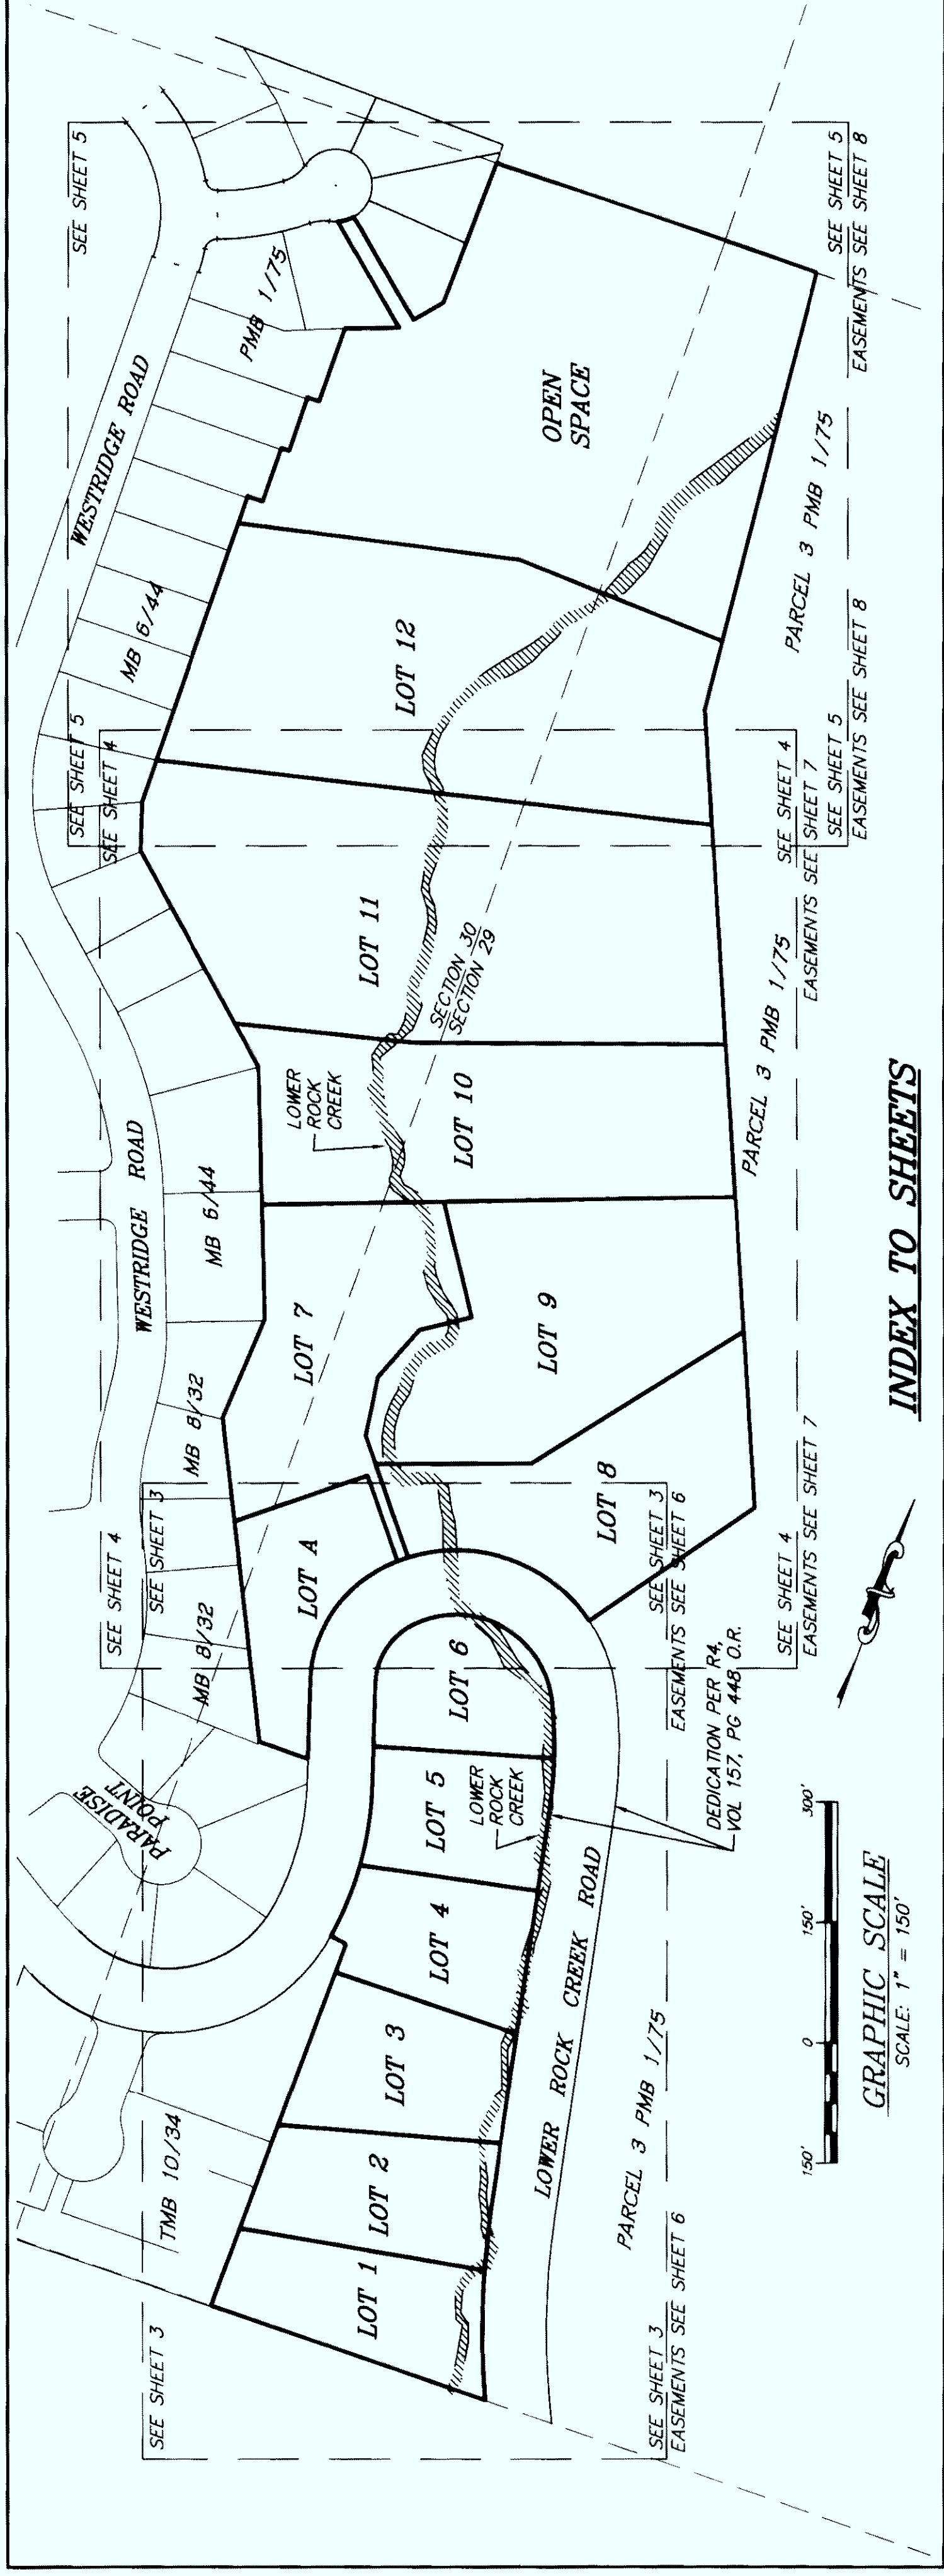 SEE SHEET 3
TMB 10/34
PARADISE
POINT
MB 8/32
SEE SHEET 4
SEE SHEET 3
MB 8/32
WESTRIDGE ROAD
MB 6/44
SEE SHEET 5
SEE SHEET 4
MB 6/44
WESTRIDGE ROAD
PMB 1/75
SEE SHEET 5
LOT 1
LOT 2
LOT 3
LOT 4
LOT 5
LOT 6
LOT A
LOT 7
LOT 8
LOT 9
LOT 10
LOT 11
LOT 12
OPEN
SPACE
LOWER
ROCK
CREEK
LOWER
ROCK
CREEK
SECTION 30
SECTION 29
LOWER ROCK CREEK ROAD
DEDICATION PER R4,
VOL 157, PG 448 O.R.
PARCEL 3 PMB 1/75
PARCEL 3 PMB 1/75
PARCEL 3 PMB 1/75
SEE SHEET 3
EASEMENTS SEE SHEET 6
SEE SHEET 3
EASEMENTS SEE SHEET 6
SEE SHEET 4
EASEMENTS SEE SHEET 7
SEE SHEET 4
EASEMENTS SEE SHEET 7
SEE SHEET 4
EASEMENTS SEE SHEET 7
SEE SHEET 5
EASEMENTS SEE SHEET 8
SEE SHEET 5
EASEMENTS SEE SHEET 8
150' 0 150' 300'
GRAPHIC SCALE
SCALE: 1" = 150'
INDEX TO SHEETS